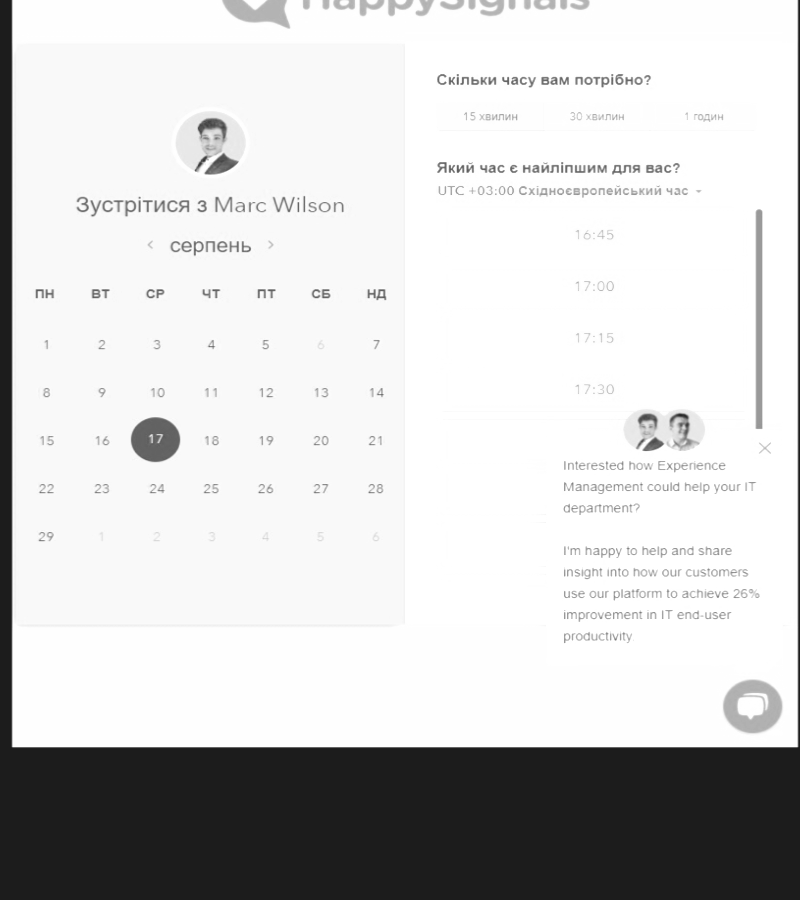 HappySignals
Зустрітися з Marc Wilson
‹ серпень ›
ПН ВТ СР ЧТ ПТ СБ НД
1 2 3 4 5 6 7
8 9 10 11 12 13 14
15 16 17 18 19 20 21
22 23 24 25 26 27 28
29 1 2 3 4 5 6
Скільки часу вам потрібно?
15 хвилин 30 хвилин 1 годин
Який час є найліпшим для вас?
UTC +03:00 Східноєвропейський час
16:45
17:00
17:15
17:30
Interested how Experience
Management could help your IT
department?
I'm happy to help and share
insight into how our customers
use our platform to achieve 26%
improvement in IT end-user
productivity.